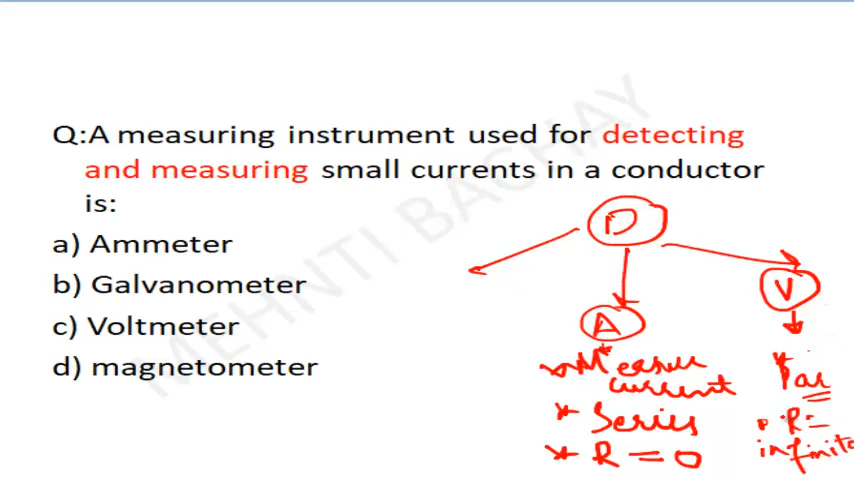 Q:A measuring instrument used for detecting
and measuring small currents in a conductor
is:
a) Ammeter
b) Galvanometer
c) Voltmeter
d) magnetometer
MEHNTI BACHAY
D
V
A
Measure
current
* Series
* R = 0
* Par
R =
infinite